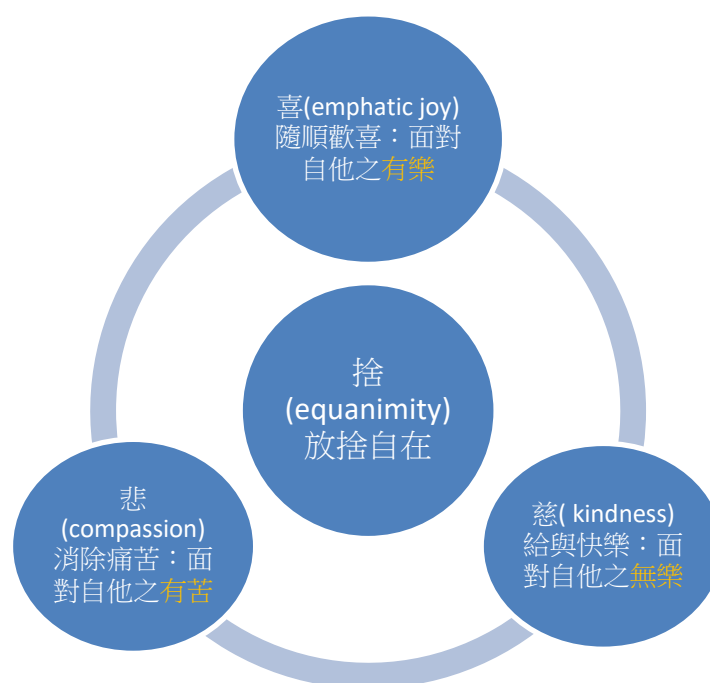 喜(emphatic joy)
隨順歡喜：面對
自他之有樂
捨
(equanimity)
放捨自在
悲
(compassion)
消除痛苦：面
對自他之有苦
慈( kindness)
給與快樂：面
對自他之無樂